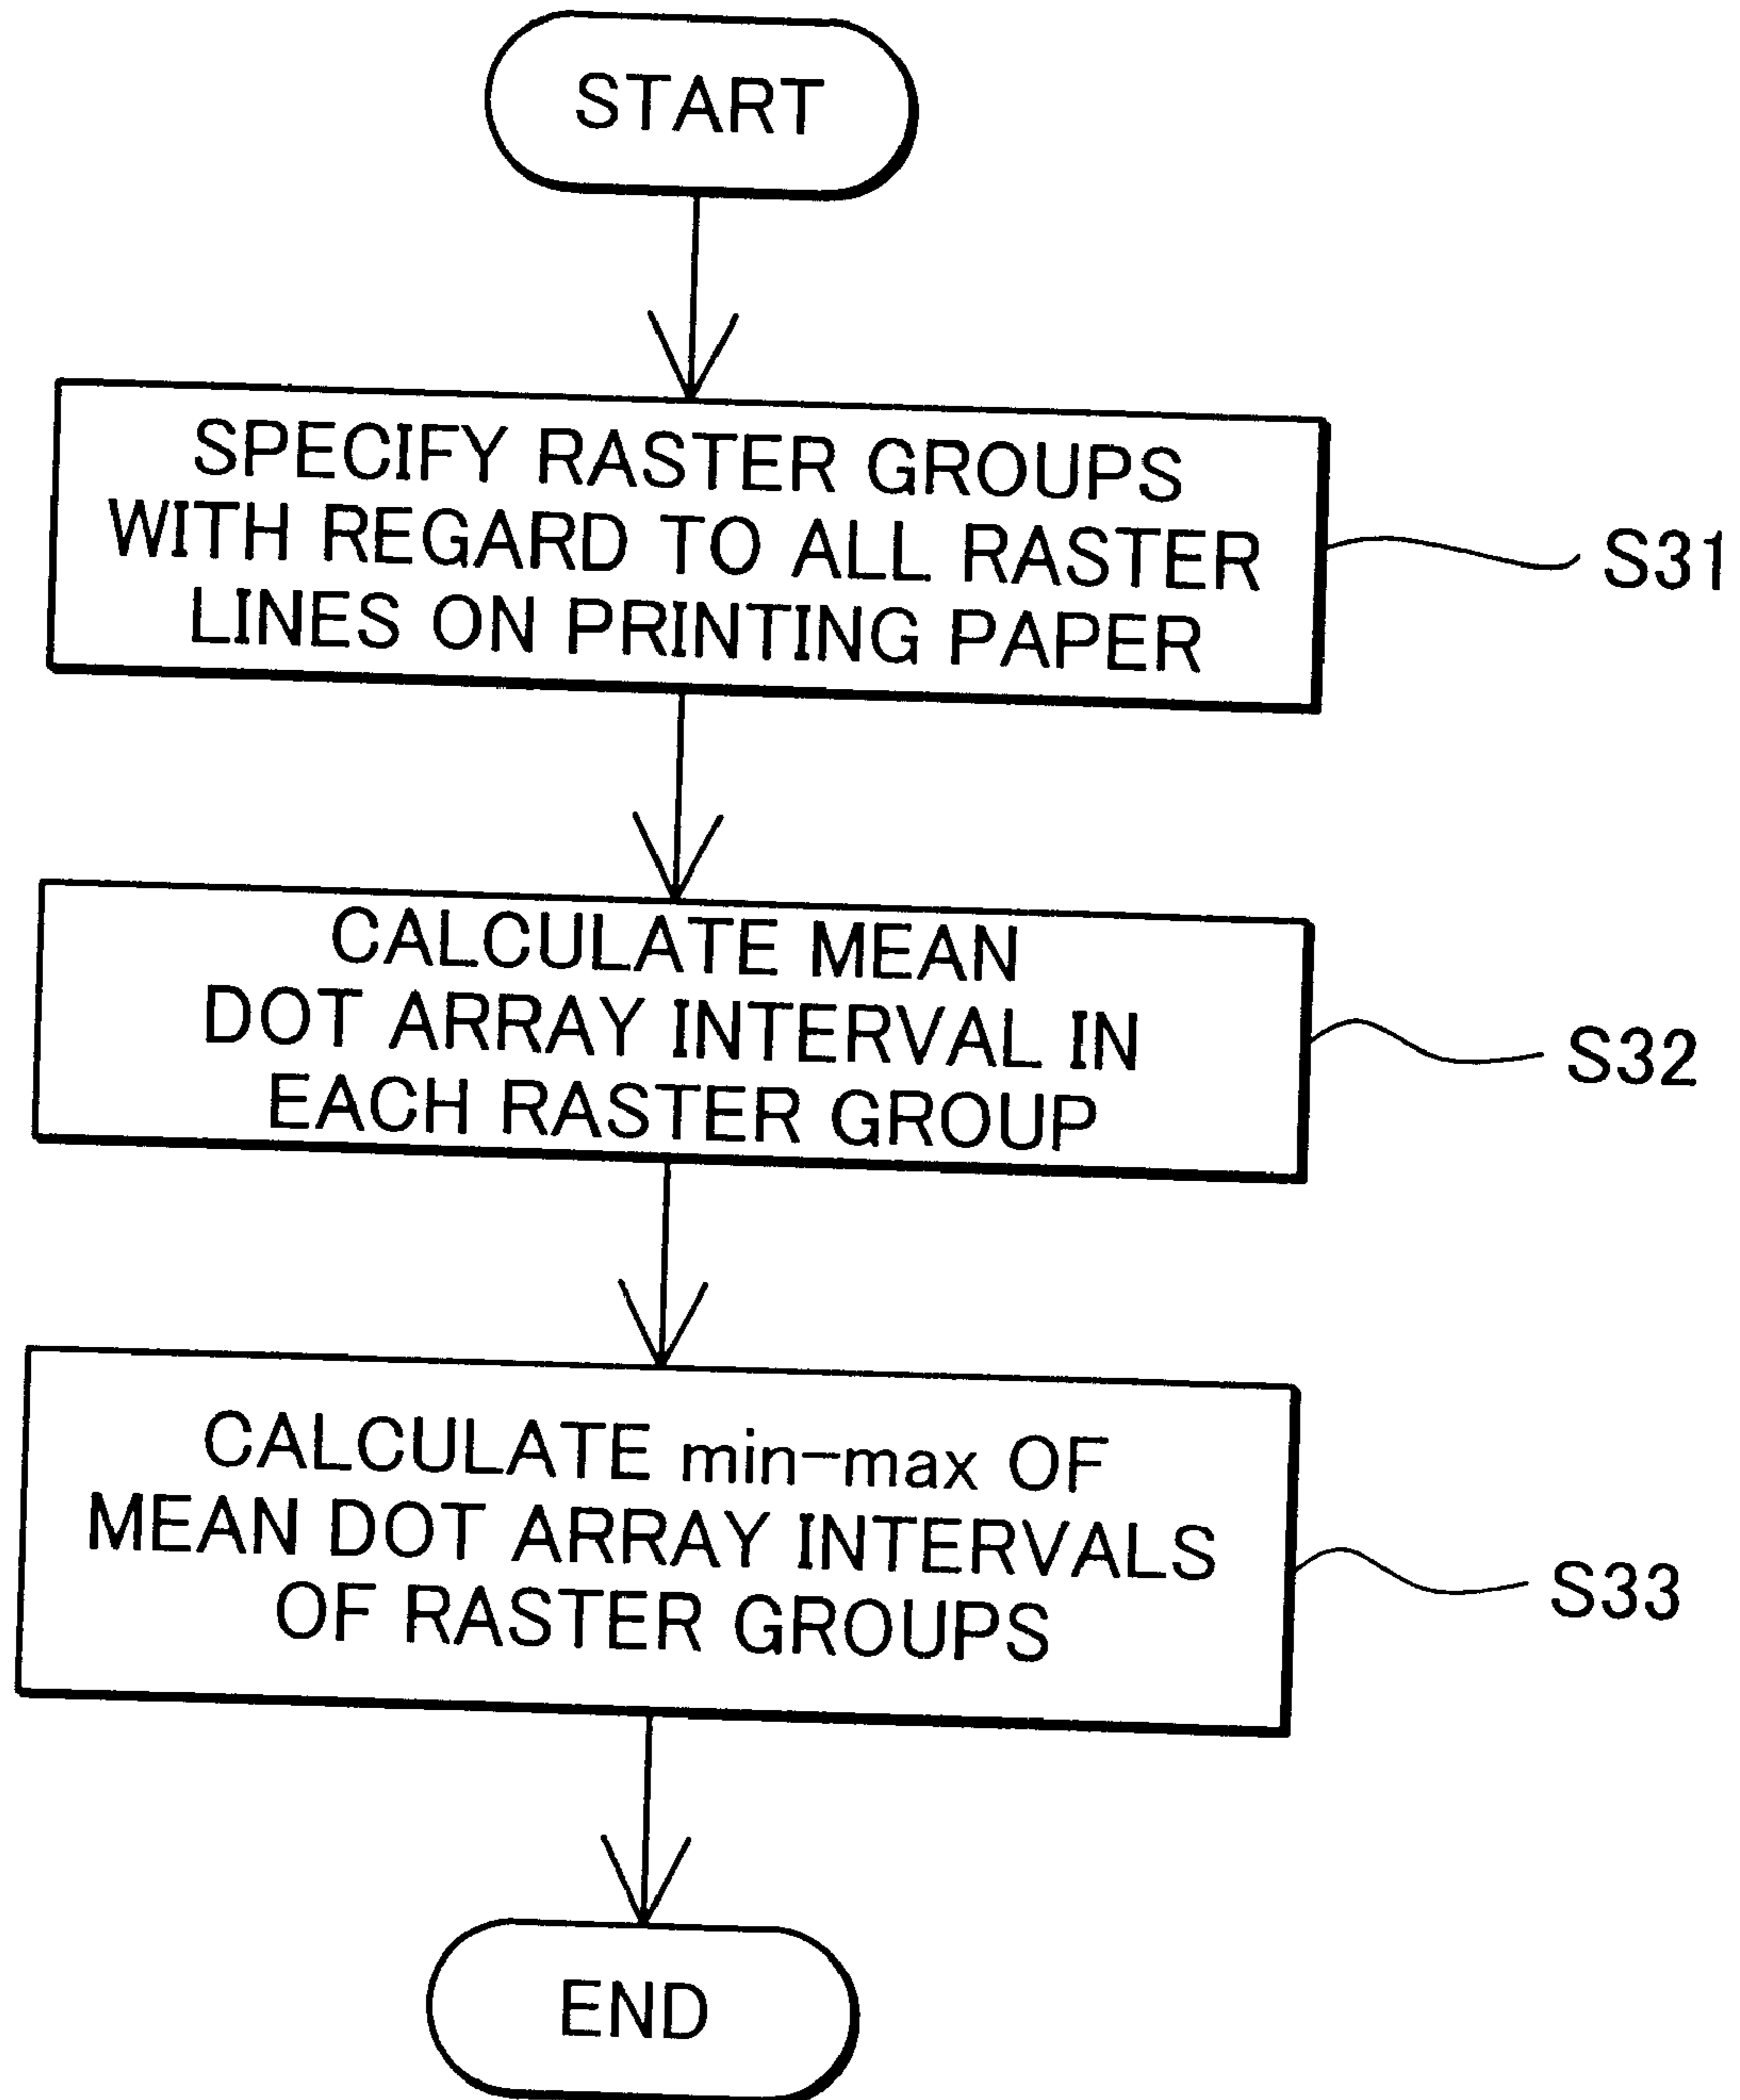 START
SPECIFY RASTER GROUPS
WITH REGARD TO ALL RASTER
LINES ON PRINTING PAPER
S31
CALCULATE MEAN
DOT ARRAY INTERVAL IN
EACH RASTER GROUP
S32
CALCULATE min-max OF
MEAN DOT ARRAY INTERVALS
OF RASTER GROUPS
S33
END